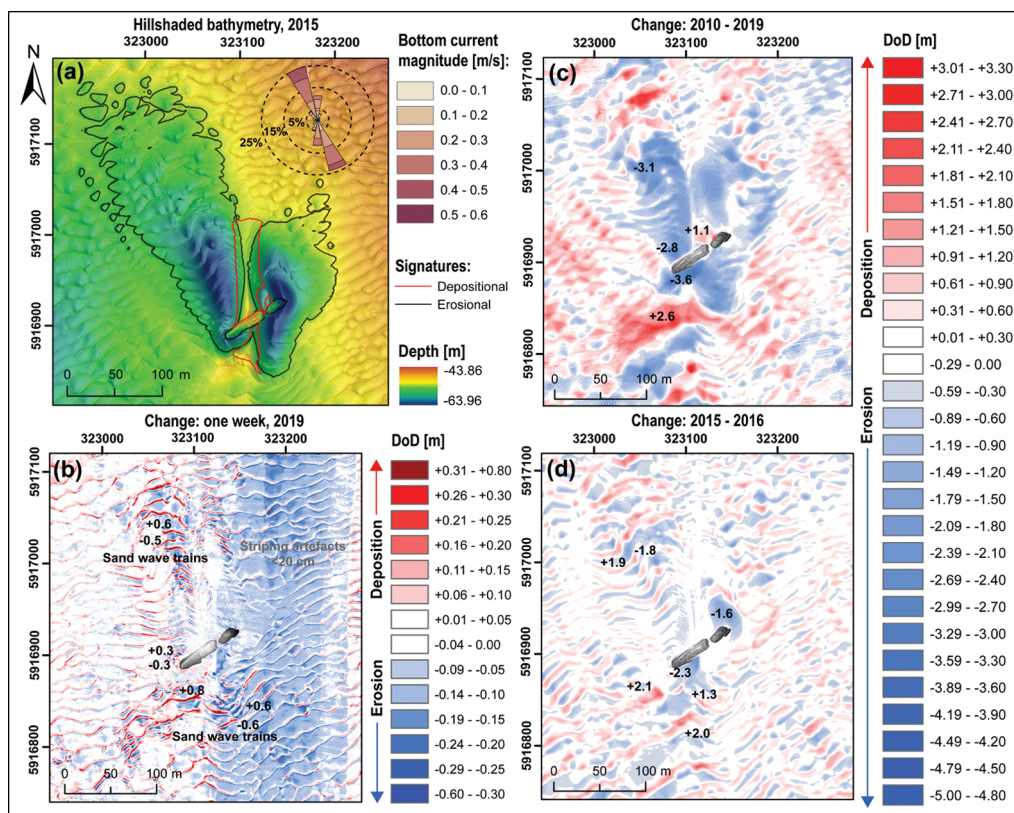 Hillshaded bathymetry, 2015
323000 323100 323200
N
(a)
5917100
5917000
5916900
25% 15% 5%
0 50 100 m
Bottom current
magnitude [m/s]:
0.0 - 0.1
0.1 - 0.2
0.2 - 0.3
0.3 - 0.4
0.4 - 0.5
0.5 - 0.6
Signatures:
Depositional
Erosional
Depth [m]
-43.86
-63.96
Change: 2010 - 2019
323000 323100 323200
(c)
5917100
5917000
5916900
5916800
-3.1
+1.1
-2.8
-3.6
+2.6
0 50 100 m
DoD [m]
Deposition
Erosion
+3.01 - +3.30
+2.71 - +3.00
+2.41 - +2.70
+2.11 - +2.40
+1.81 - +2.10
+1.51 - +1.80
+1.21 - +1.50
+0.91 - +1.20
+0.61 - +0.90
+0.31 - +0.60
+0.01 - +0.30
-0.29 - 0.00
-0.59 - -0.30
-0.89 - -0.60
-1.19 - -0.90
-1.49 - -1.20
-1.79 - -1.50
-2.09 - -1.80
-2.39 - -2.10
-2.69 - -2.40
-2.99 - -2.70
-3.29 - -3.00
-3.59 - -3.30
-3.89 - -3.60
-4.19 - -3.90
-4.49 - -4.20
-4.79 - -4.50
-5.00 - -4.80
Change: one week, 2019
323000 323100 323200
(b)
5917100
5917000
5916900
5916800
+0.6
-0.5
Sand wave trains
Striping artefacts
<20 cm
+0.3
-0.3
+0.8
+0.6
-0.6
Sand wave trains
0 50 100 m
DoD [m]
Deposition
Erosion
+0.31 - +0.80
+0.26 - +0.30
+0.21 - +0.25
+0.16 - +0.20
+0.11 - +0.15
+0.06 - +0.10
+0.01 - +0.05
-0.04 - 0.00
-0.09 - -0.05
-0.14 - -0.10
-0.19 - -0.15
-0.24 - -0.20
-0.29 - -0.25
-0.60 - -0.30
Change: 2015 - 2016
323000 323100 323200
(d)
5917100
5917000
5916900
5916800
-1.8
+1.9
-1.6
-2.3
+2.1
+1.3
+2.0
0 50 100 m